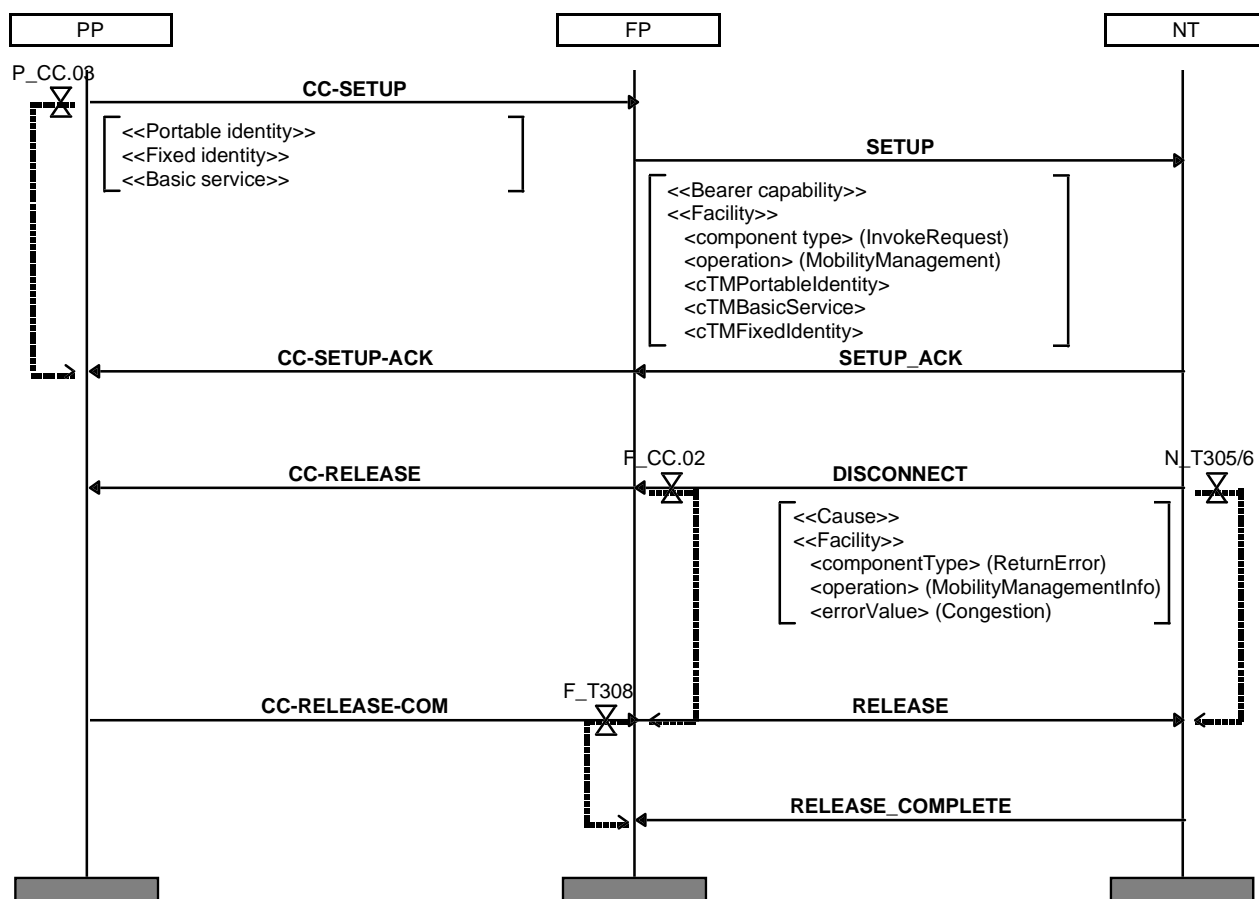 PP
FP
NT
P_CC.03
CC-SETUP
<<Portable identity>>
<<Fixed identity>>
<<Basic service>>
SETUP
<<Bearer capability>>
<<Facility>>
<component type> (InvokeRequest)
<operation> (MobilityManagement)
<cTMPortableIdentity>
<cTMBasicService>
<cTMFixedIdentity>
CC-SETUP-ACK
SETUP_ACK
F_CC.02
N_T305/6
CC-RELEASE
DISCONNECT
<<Cause>>
<<Facility>>
<componentType> (ReturnError)
<operation> (MobilityManagementInfo)
<errorValue> (Congestion)
F_T308
CC-RELEASE-COM
RELEASE
RELEASE_COMPLETE